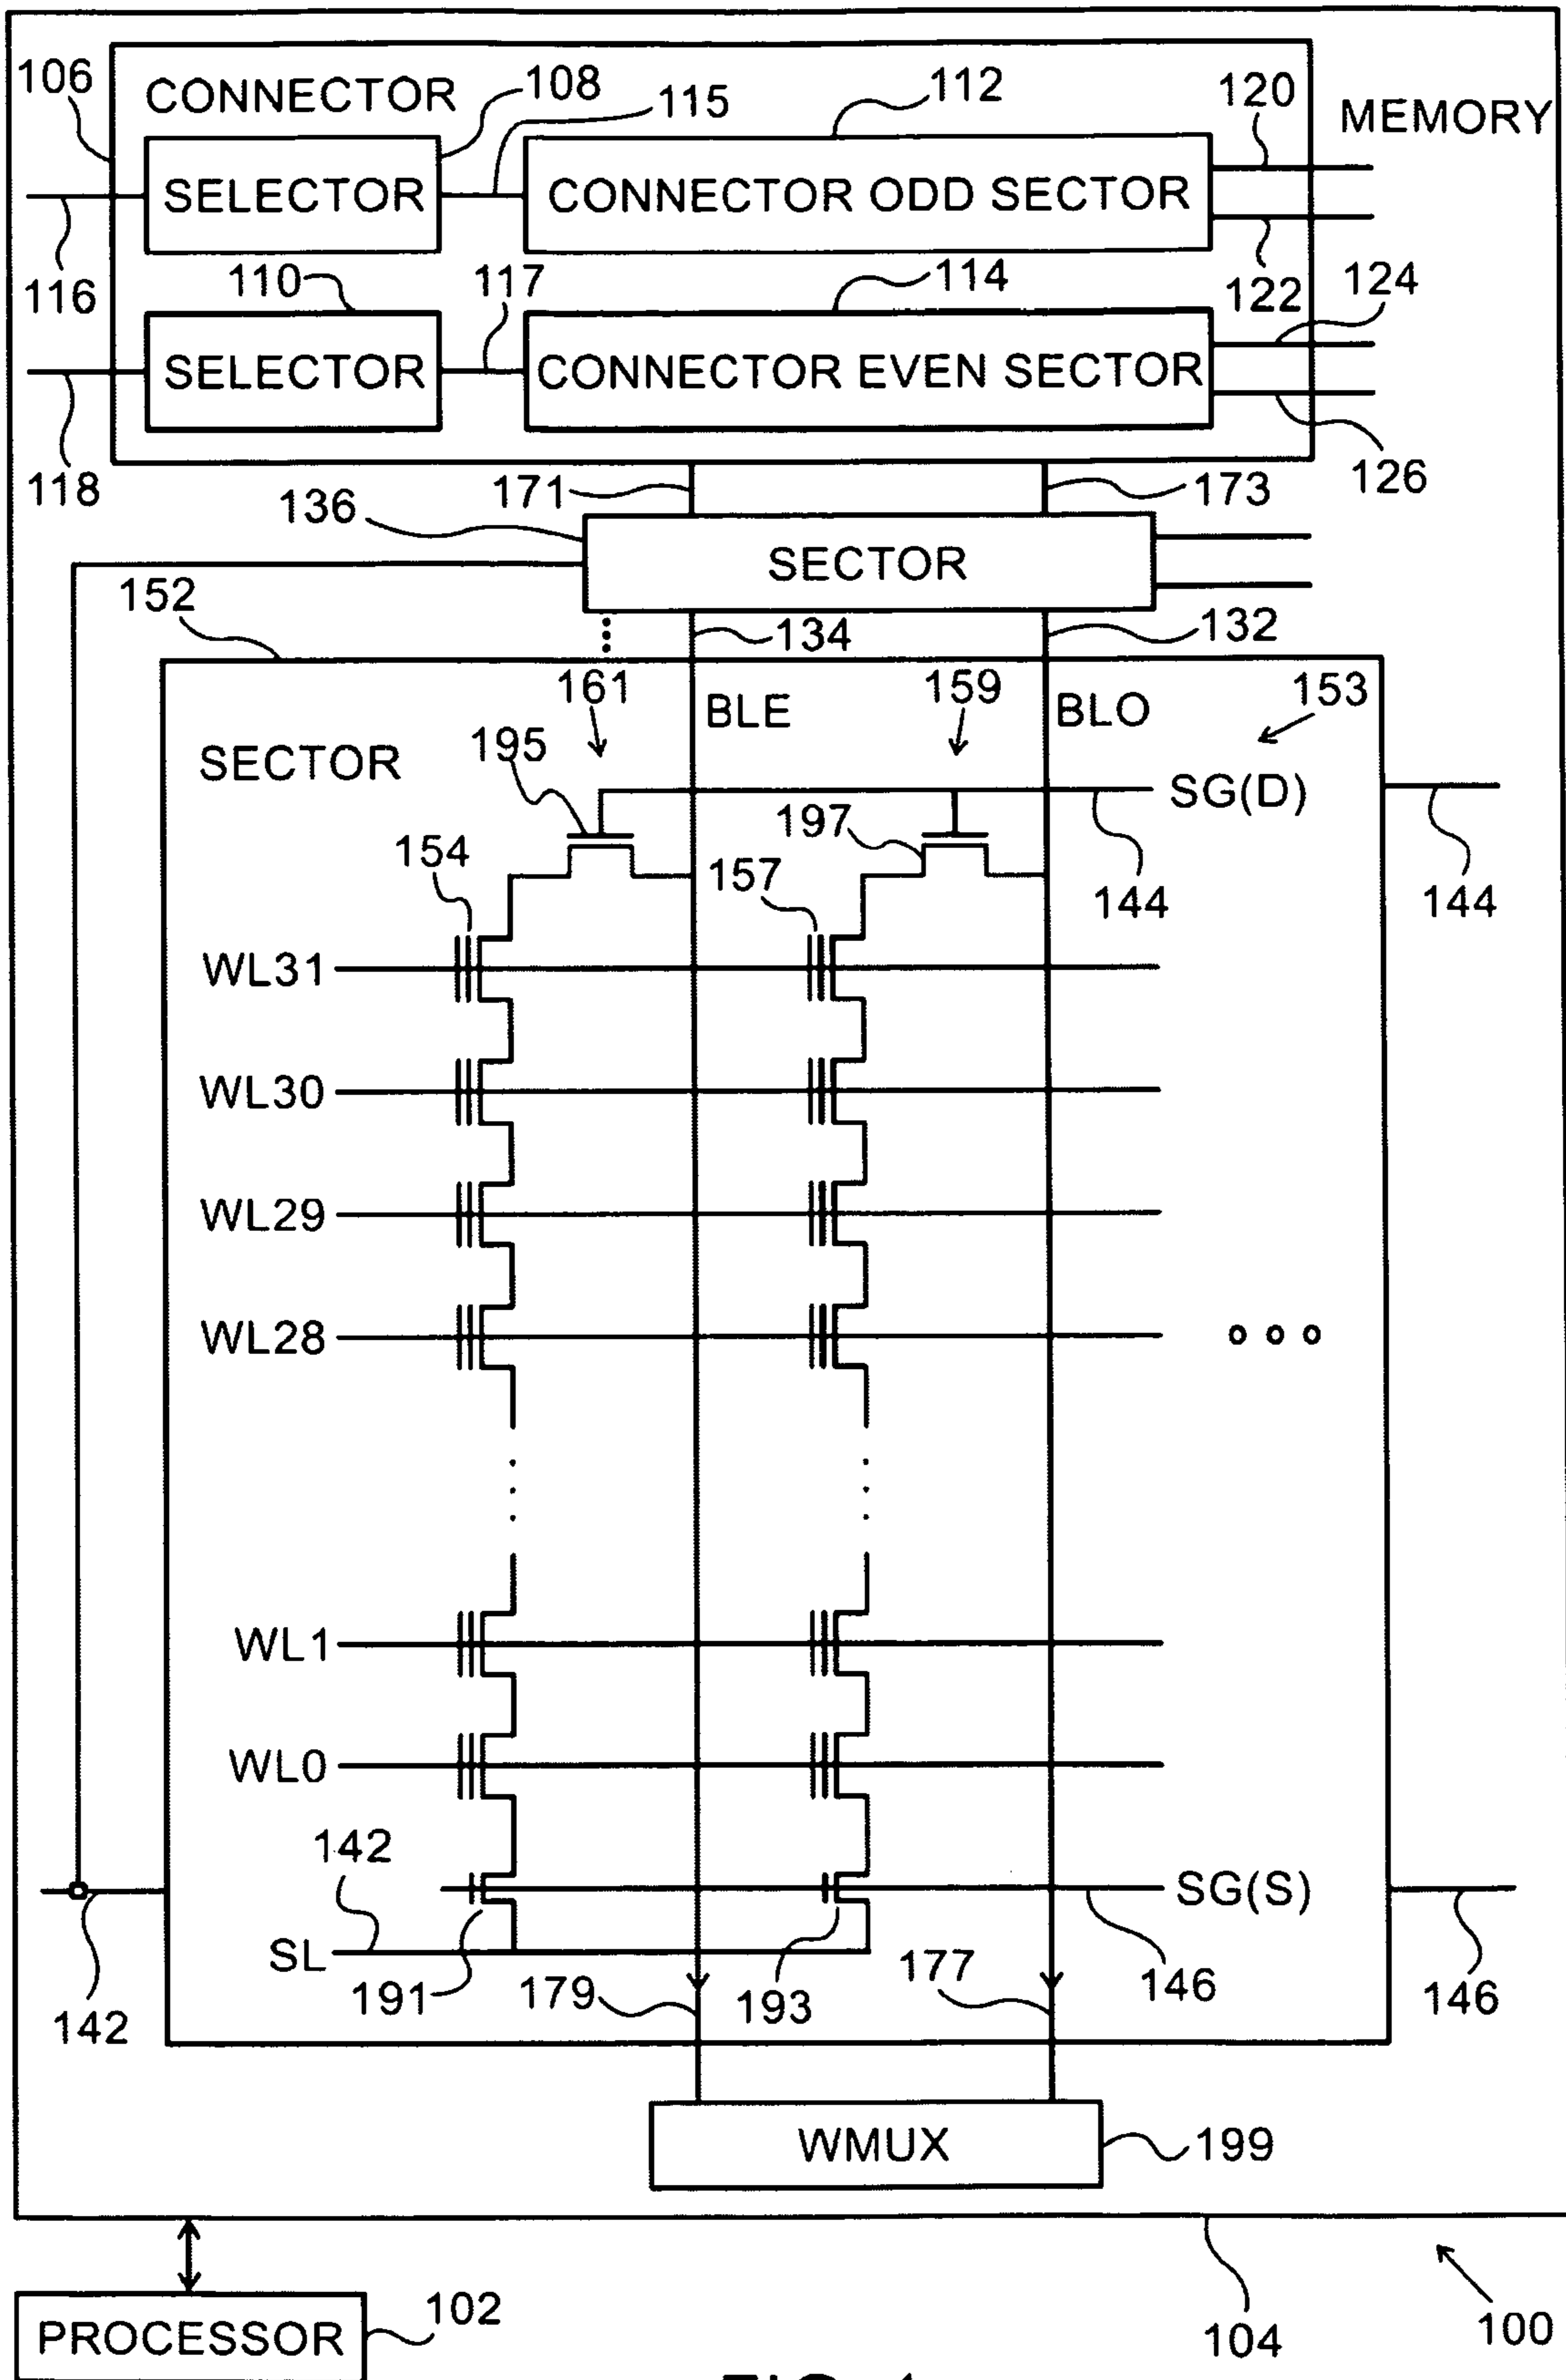 106
CONNECTOR
108
115
112
120
MEMORY
SELECTOR
CONNECTOR ODD SECTOR
116
110
117
114
122
124
SELECTOR
CONNECTOR EVEN SECTOR
118
136
171
173
126
SECTOR
152
134
132
161
BLE
159
BLO
153
SECTOR
195
SG(D)
154
157
197
144
144
WL31
WL30
WL29
WL28
WL1
WL0
142
SG(S)
SL
142
191
179
193
177
146
146
WMUX
199
PROCESSOR
102
104
100